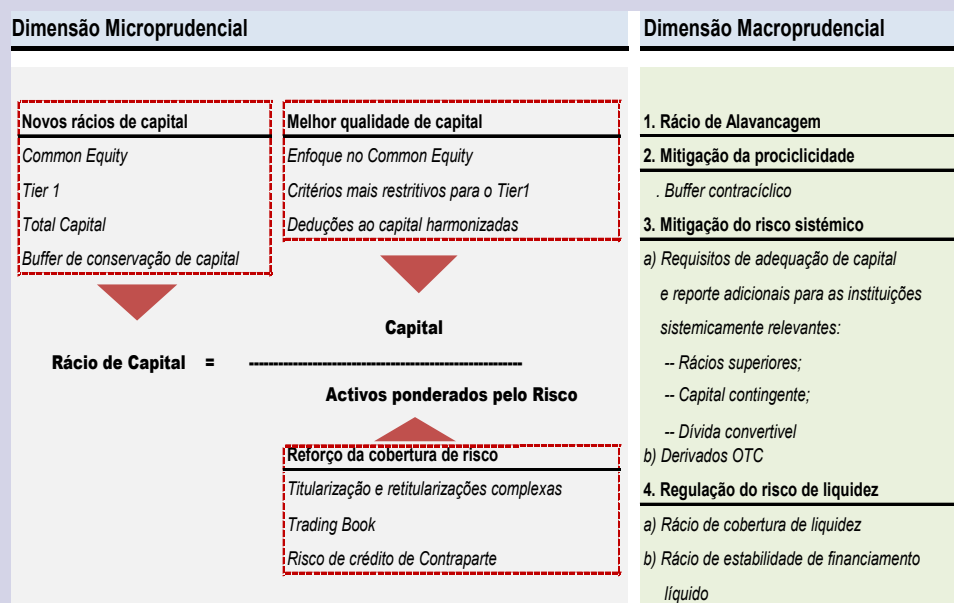 Dimensão Microprudencial
Novos rácios de capital
Common Equity
Tier 1
Total Capital
Buffer de conservação de capital
Melhor qualidade de capital
Enfoque no Common Equity
Critérios mais restritivos para o Tier1
Deduções ao capital harmonizadas
Capital
Rácio de Capital = -------------------------------------------------------
Activos ponderados pelo Risco
Reforço da cobertura de risco
Titularização e retitularizações complexas
Trading Book
Risco de crédito de Contraparte
Dimensão Macroprudencial
1. Rácio de Alavancagem
2. Mitigação da prociclicidade
. Buffer contracíclico
3. Mitigação do risco sistémico
a) Requisitos de adequação de capital
e reporte adicionais para as instituições
sistemicamente relevantes:
-- Rácios superiores;
-- Capital contingente;
-- Dívida convertivel
b) Derivados OTC
4. Regulação do risco de liquidez
a) Rácio de cobertura de liquidez
b) Rácio de estabilidade de financiamento
líquido